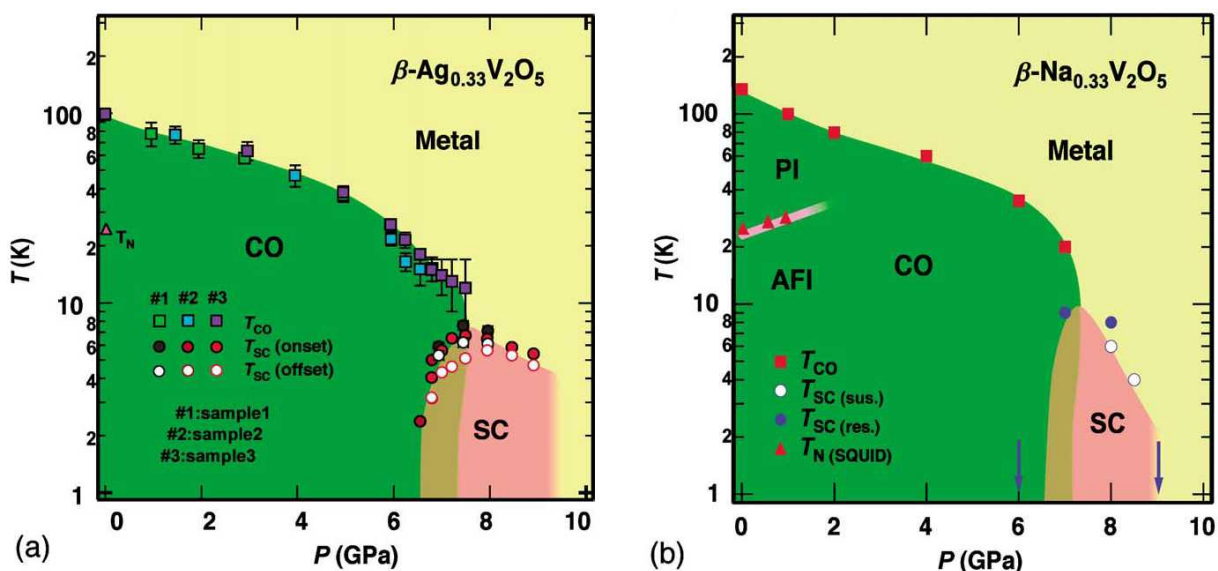 β-Ag0.33V2O5
Metal
CO
TN
SC
#1 #2 #3
TCO
TSC (onset)
TSC (offset)
#1:sample1
#2:sample2
#3:sample3
2
100
8
6
4
2
10
8
6
4
2
1
T (K)
0 2 4 6 8 10
P (GPa)
(a)
β-Na0.33V2O5
Metal
PI
AFI
CO
SC
TCO
TSC (sus.)
TSC (res.)
TN (SQUID)
2
100
8
6
4
2
10
8
6
4
2
1
T (K)
0 2 4 6 8 10
P (GPa)
(b)